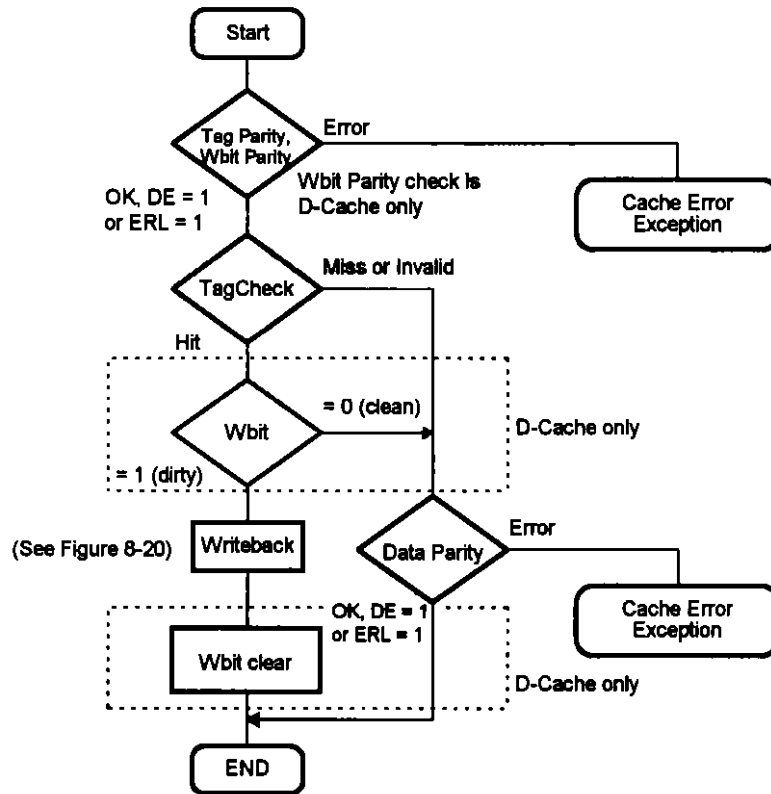 Start
Tag Parity,
Wbit Parity
Error
Wbit Parity check is
D-Cache only
OK, DE = 1
or ERL = 1
Cache Error
Exception
TagCheck
Miss or Invalid
Hit
Wbit
= 0 (clean)
D-Cache only
= 1 (dirty)
(See Figure 8-20)
Writeback
Data Parity
Error
Cache Error
Exception
OK, DE = 1
or ERL = 1
Wbit clear
D-Cache only
END